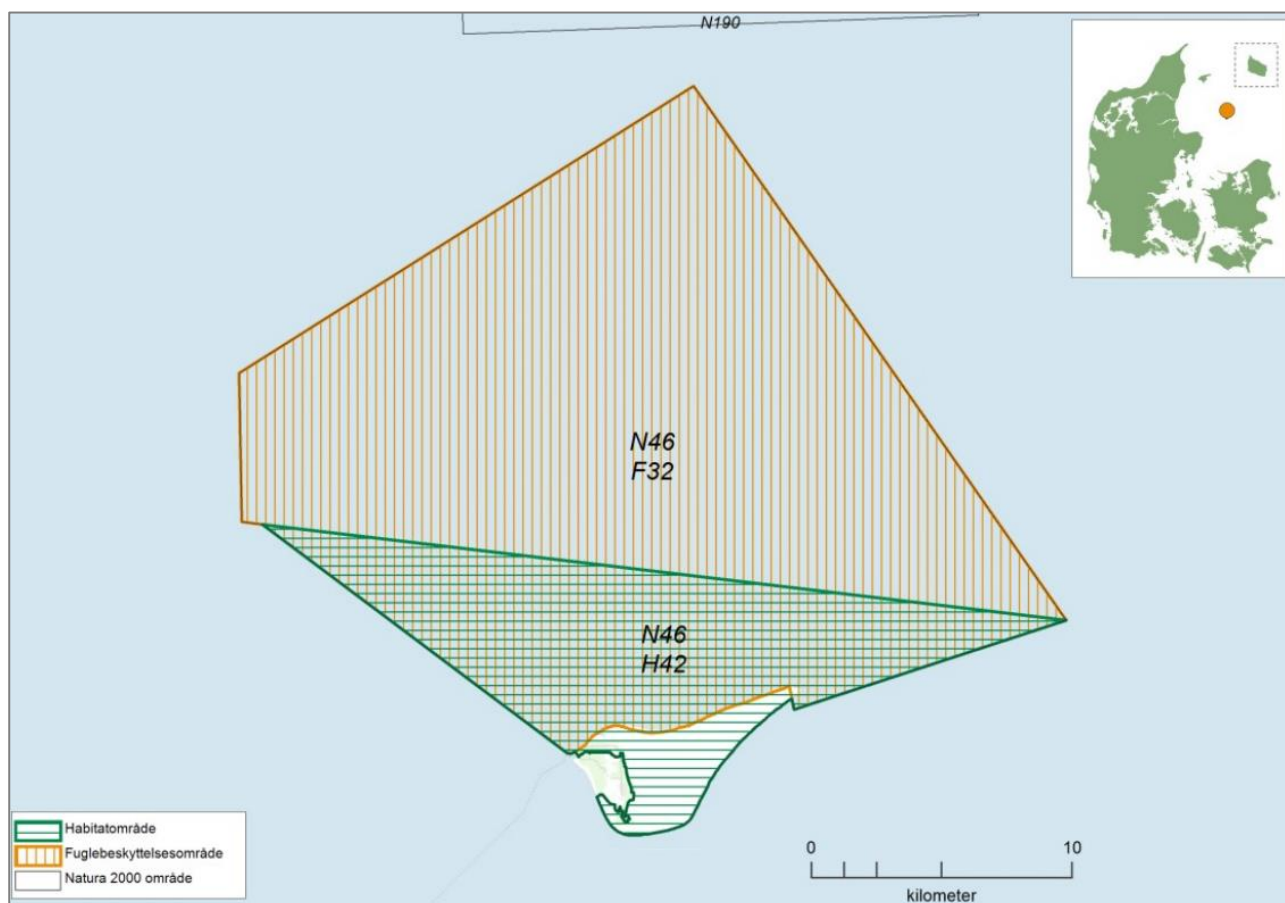 N190
N46
F32
N46
H42
Habitatområde
Fuglebeskyttelsesområde
Natura 2000 område
0 10
kilometer